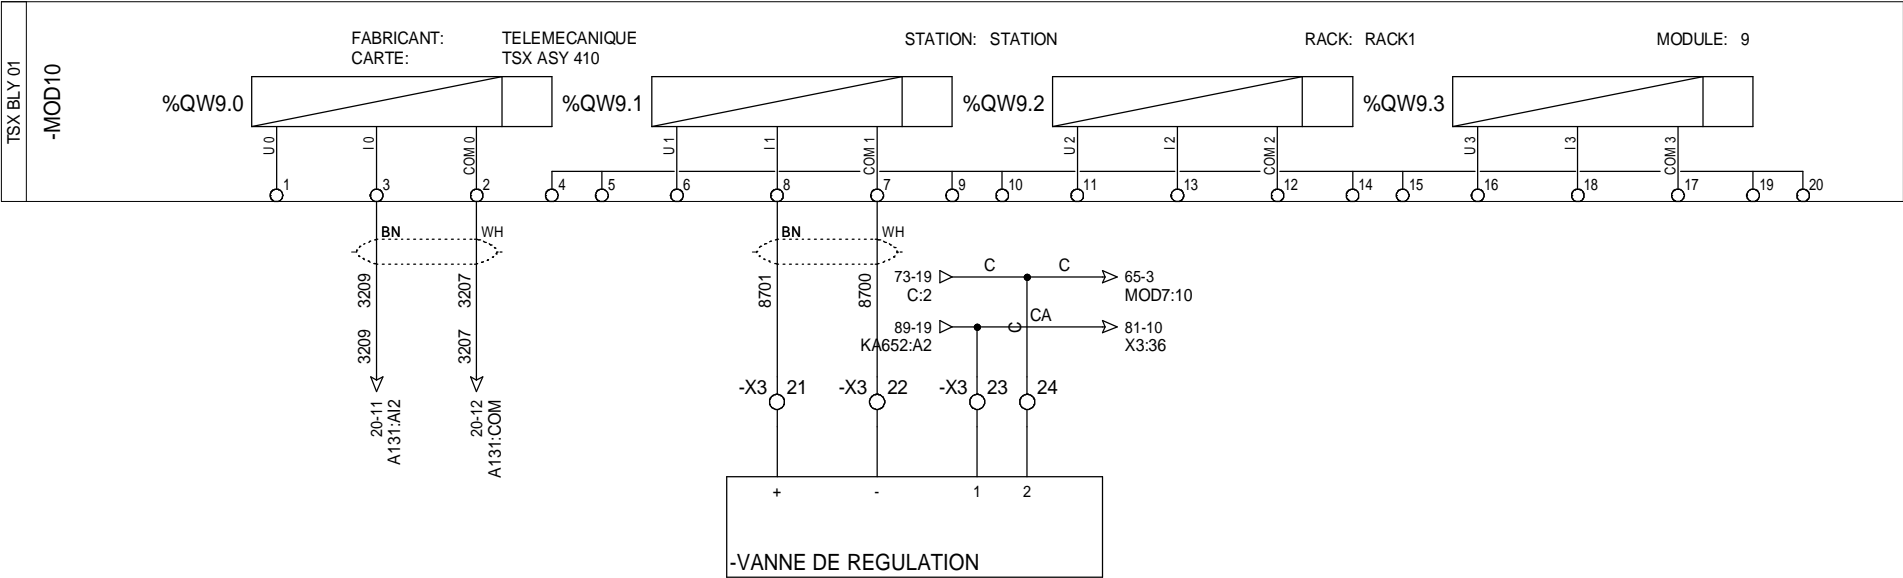 TSX BLY 01
-MOD10
FABRICANT: TELEMECANIQUE
CARTE: TSX ASY 410
STATION: STATION
RACK: RACK1
MODULE: 9
%QW9.0
%QW9.1
%QW9.2
%QW9.3
U 0
I 0
COM 0
U 1
I 1
COM 1
U 2
I 2
COM 2
U 3
I 3
COM 3
1
3
2
4
5
6
8
7
9
10
11
13
12
14
15
16
18
17
19
20
BN
WH
BN
WH
3209
3207
8701
8700
3209
3207
73-19
C:2
C
C
65-3
MOD7:10
89-19
KA652:A2
C
CA
81-10
X3:36
20-11
A131:AI2
20-12
A131:COM
-X3 21
-X3 22
-X3 23
24
+
-
1
2
-VANNE DE REGULATION